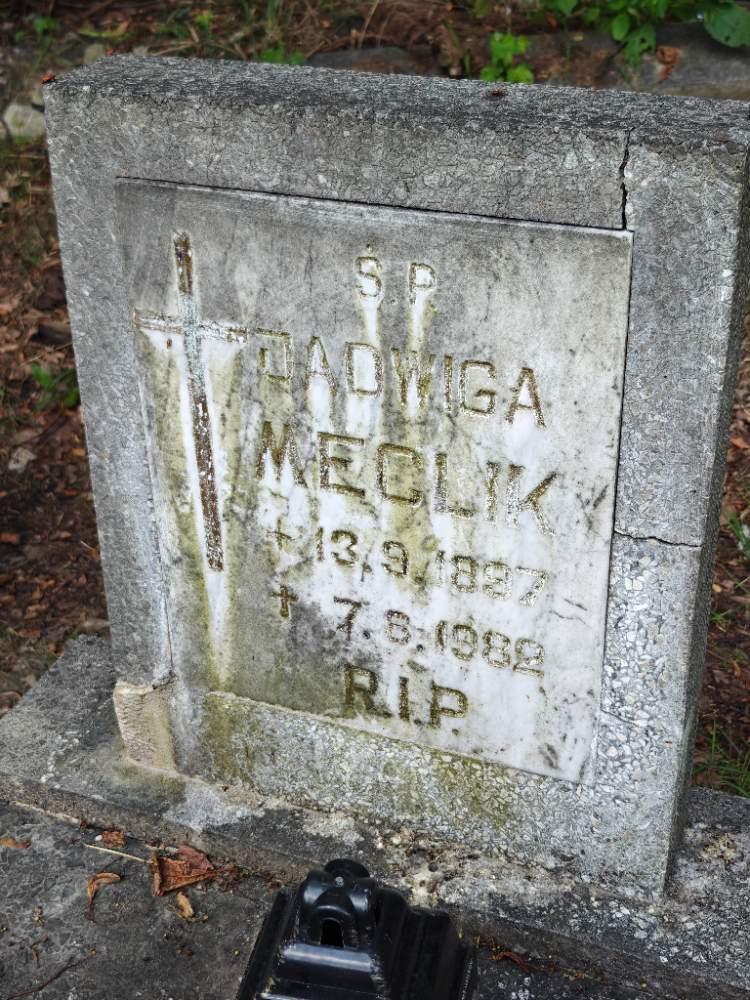 Ś.P.
JADWIGA
MECLIK
+ 13.9.1897
† 7.6.1982
R.I.P.